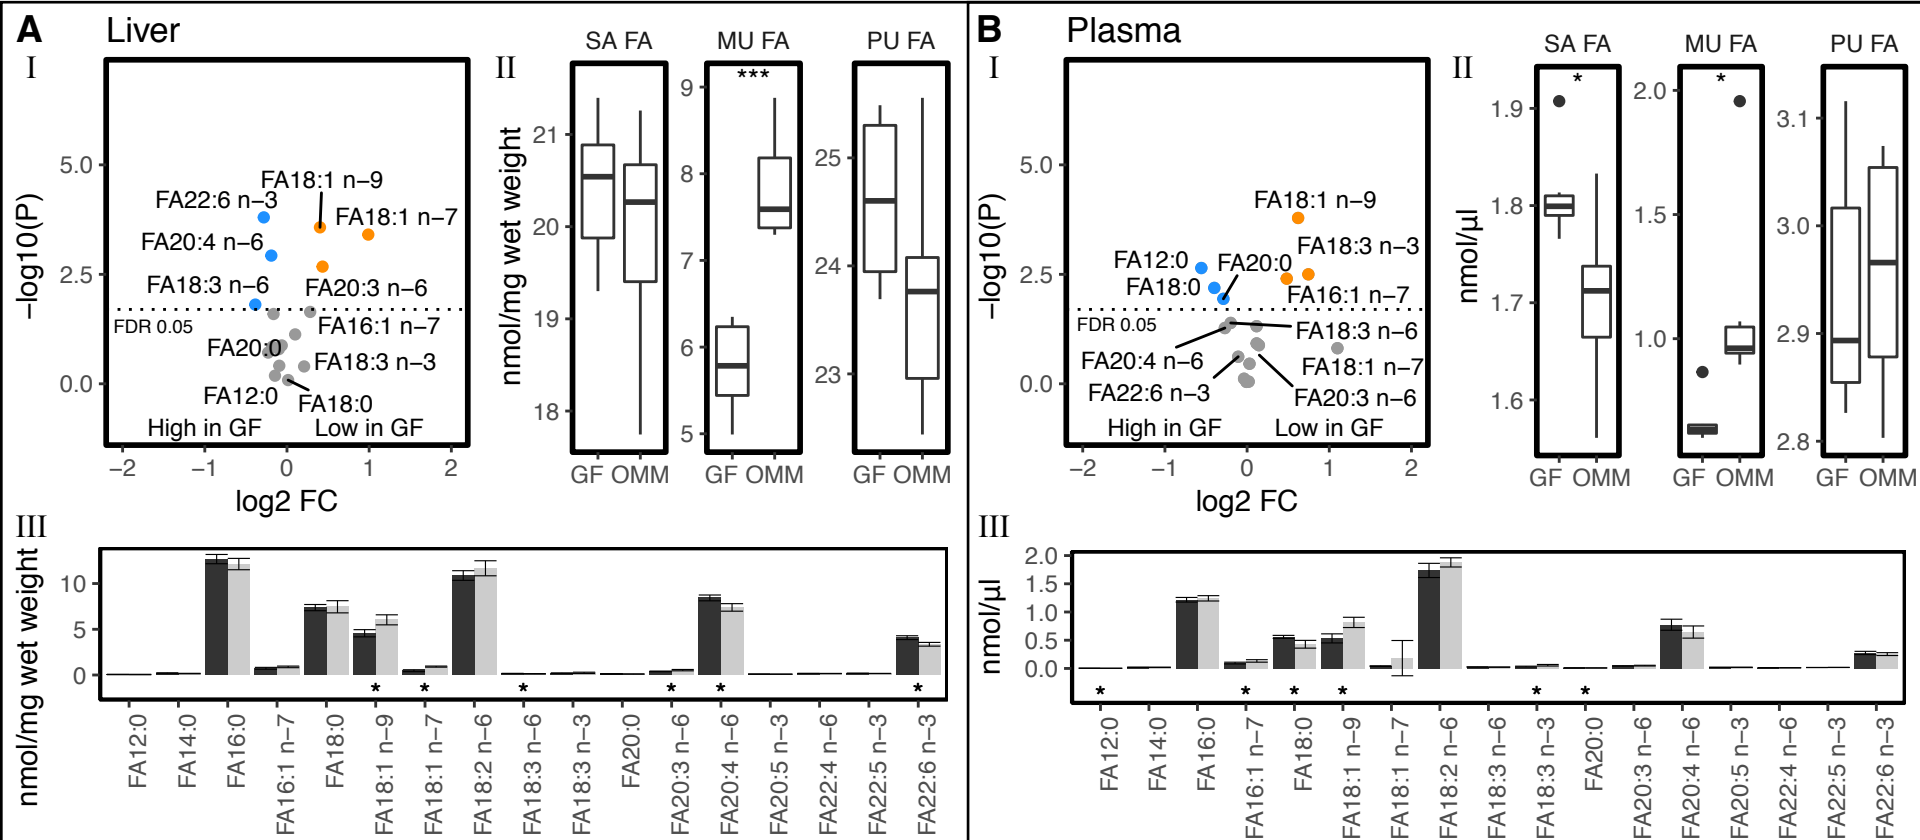 A Liver
I
−log10(P)
5.0
2.5
0.0
FA18:1 n−9
FA22:6 n−3
FA18:1 n−7
FA20:4 n−6
FA18:3 n−6
FA20:3 n−6
FDR 0.05
FA16:1 n−7
FA20:0
FA18:3 n−3
FA12:0
FA18:0
High in GF
Low in GF
−2 −1 0 1 2
log2 FC
II
SA FA
MU FA
PU FA
nmol/mg wet weight
21
20
19
18
9
8
7
6
5
***
25
24
23
GF OMM
GF OMM
GF OMM
III
nmol/mg wet weight
10
5
0
* * * * * *
FA12:0
FA14:0
FA16:0
FA16:1 n−7
FA18:0
FA18:1 n−9
FA18:1 n−7
FA18:2 n−6
FA18:3 n−6
FA18:3 n−3
FA20:0
FA20:3 n−6
FA20:4 n−6
FA20:5 n−3
FA22:4 n−6
FA22:5 n−3
FA22:6 n−3
B Plasma
I
−log10(P)
5.0
2.5
0.0
FA18:1 n−9
FA18:3 n−3
FA12:0
FA20:0
FA18:0
FA16:1 n−7
FDR 0.05
FA18:3 n−6
FA20:4 n−6
FA18:1 n−7
FA22:6 n−3
FA20:3 n−6
High in GF
Low in GF
−2 −1 0 1 2
log2 FC
II
SA FA
MU FA
PU FA
nmol/µl
1.9
1.8
1.7
1.6
*
2.0
1.5
1.0
*
3.1
3.0
2.9
2.8
GF OMM
GF OMM
GF OMM
III
nmol/µl
2.0
1.5
1.0
0.5
0.0
* * * * * *
FA12:0
FA14:0
FA16:0
FA16:1 n−7
FA18:0
FA18:1 n−9
FA18:1 n−7
FA18:2 n−6
FA18:3 n−6
FA18:3 n−3
FA20:0
FA20:3 n−6
FA20:4 n−6
FA20:5 n−3
FA22:4 n−6
FA22:5 n−3
FA22:6 n−3